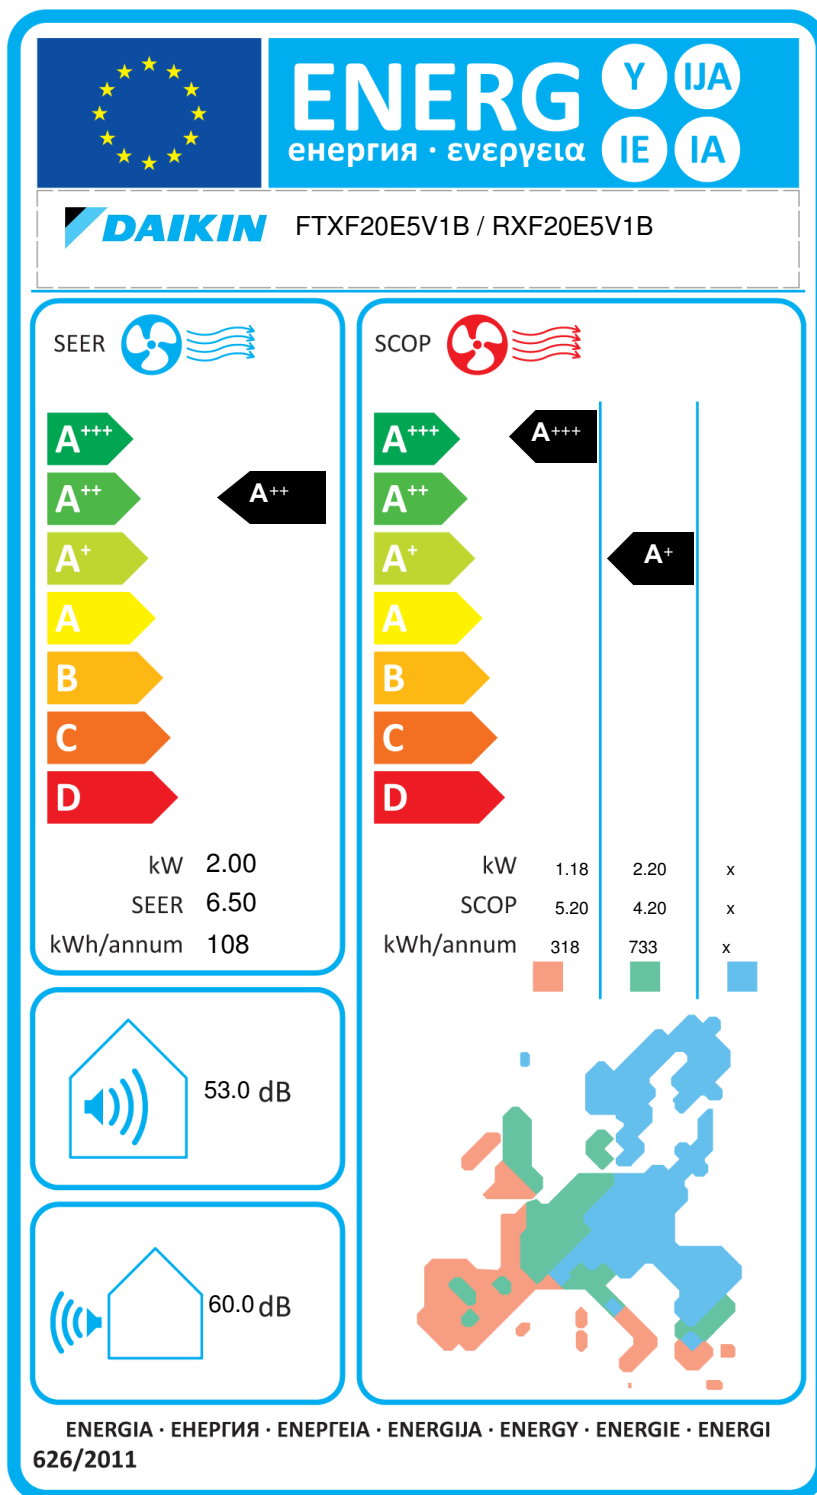 ENERG Y IJA
енергия · ενεργεια IE IA
DAIKIN FTXF20E5V1B / RXF20E5V1B
SEER
A+++
A++ A++
A+
A
B
C
D
kW 2.00
SEER 6.50
kWh/annum 108
SCOP
A+++ A+++
A++
A+ A+
A
B
C
D
kW 1.18 2.20 x
SCOP 5.20 4.20 x
kWh/annum 318 733 x
53.0 dB
60.0 dB
ENERGIA · ЕНЕРГИЯ · ΕΝΕΡΓΕΙΑ · ENERGIJA · ENERGY · ENERGIE · ENERGI
626/2011